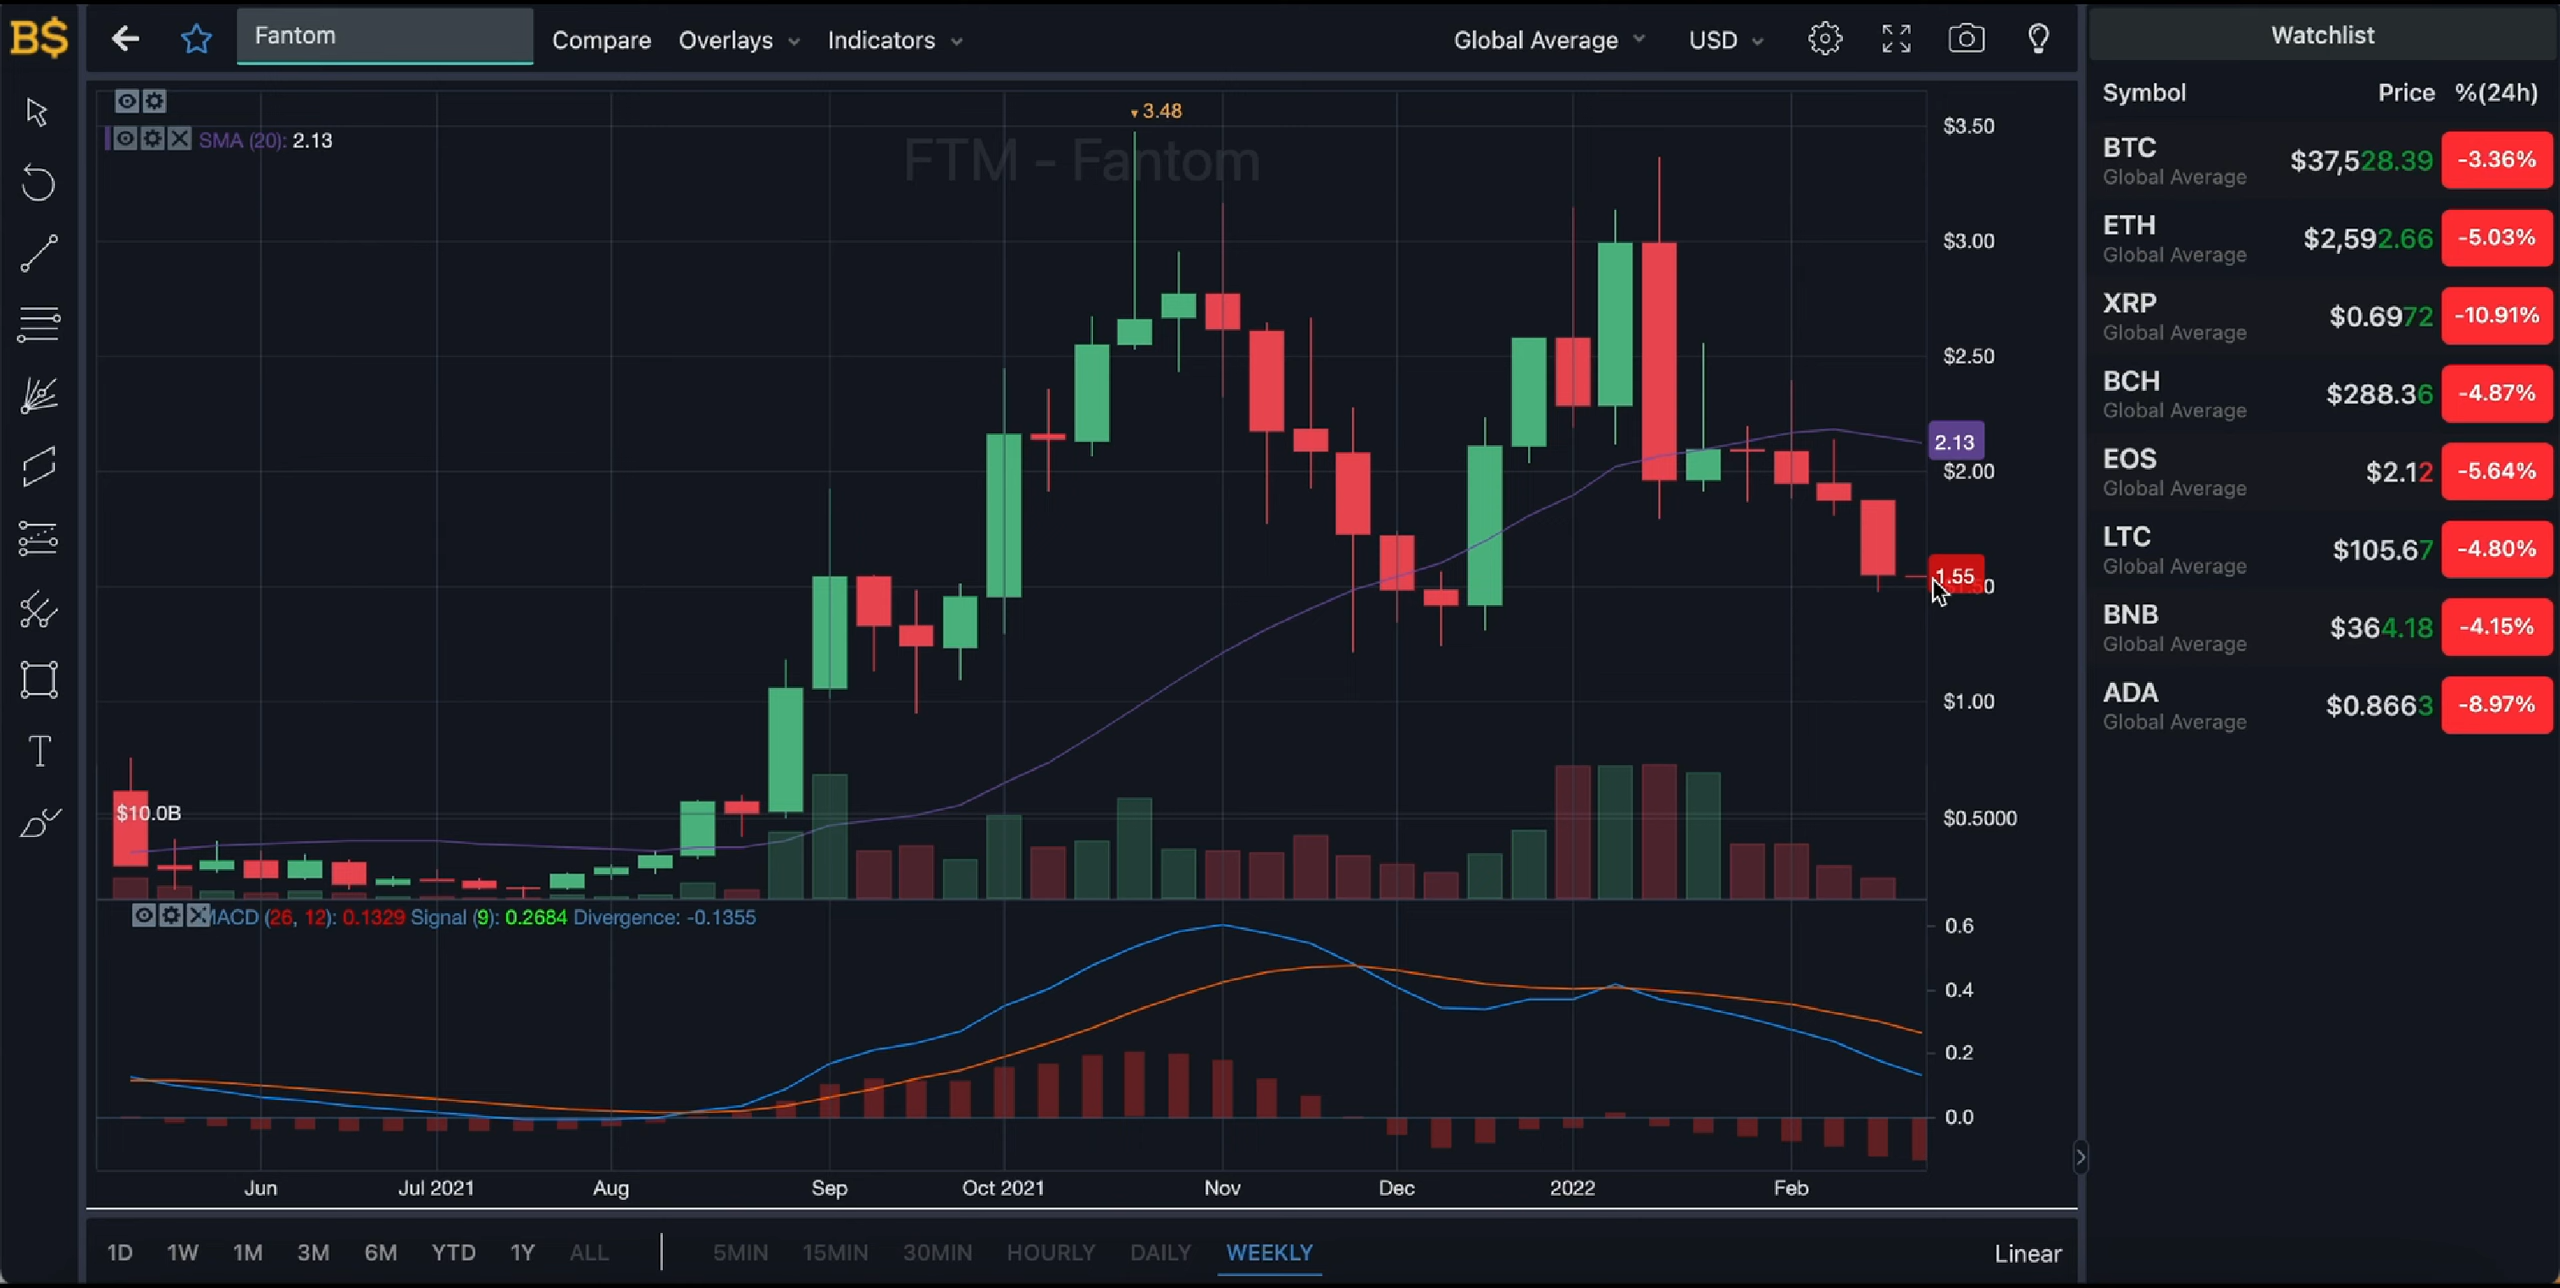 B$
Fantom
Compare
Overlays
Indicators
Global Average
USD
Watchlist
Symbol Price %(24h)
BTC $37,528.39 -3.36%
Global Average
ETH $2,592.66 -5.03%
Global Average
XRP $0.6972 -10.91%
Global Average
BCH $288.36 -4.87%
Global Average
EOS $2.12 -5.64%
Global Average
LTC $105.67 -4.80%
Global Average
BNB $364.18 -4.15%
Global Average
ADA $0.8663 -8.97%
Global Average
SMA (20): 2.13
3.48
FTM - Fantom
$3.50
$3.00
$2.50
2.13
$2.00
1.55
$1.00
$0.5000
$10.0B
MACD (26, 12): 0.1329 Signal (9): 0.2684 Divergence: -0.1355
0.6
0.4
0.2
0.0
Jun Jul 2021 Aug Sep Oct 2021 Nov Dec 2022 Feb
1D 1W 1M 3M 6M YTD 1Y ALL 5MIN 15MIN 30MIN HOURLY DAILY WEEKLY Linear
T